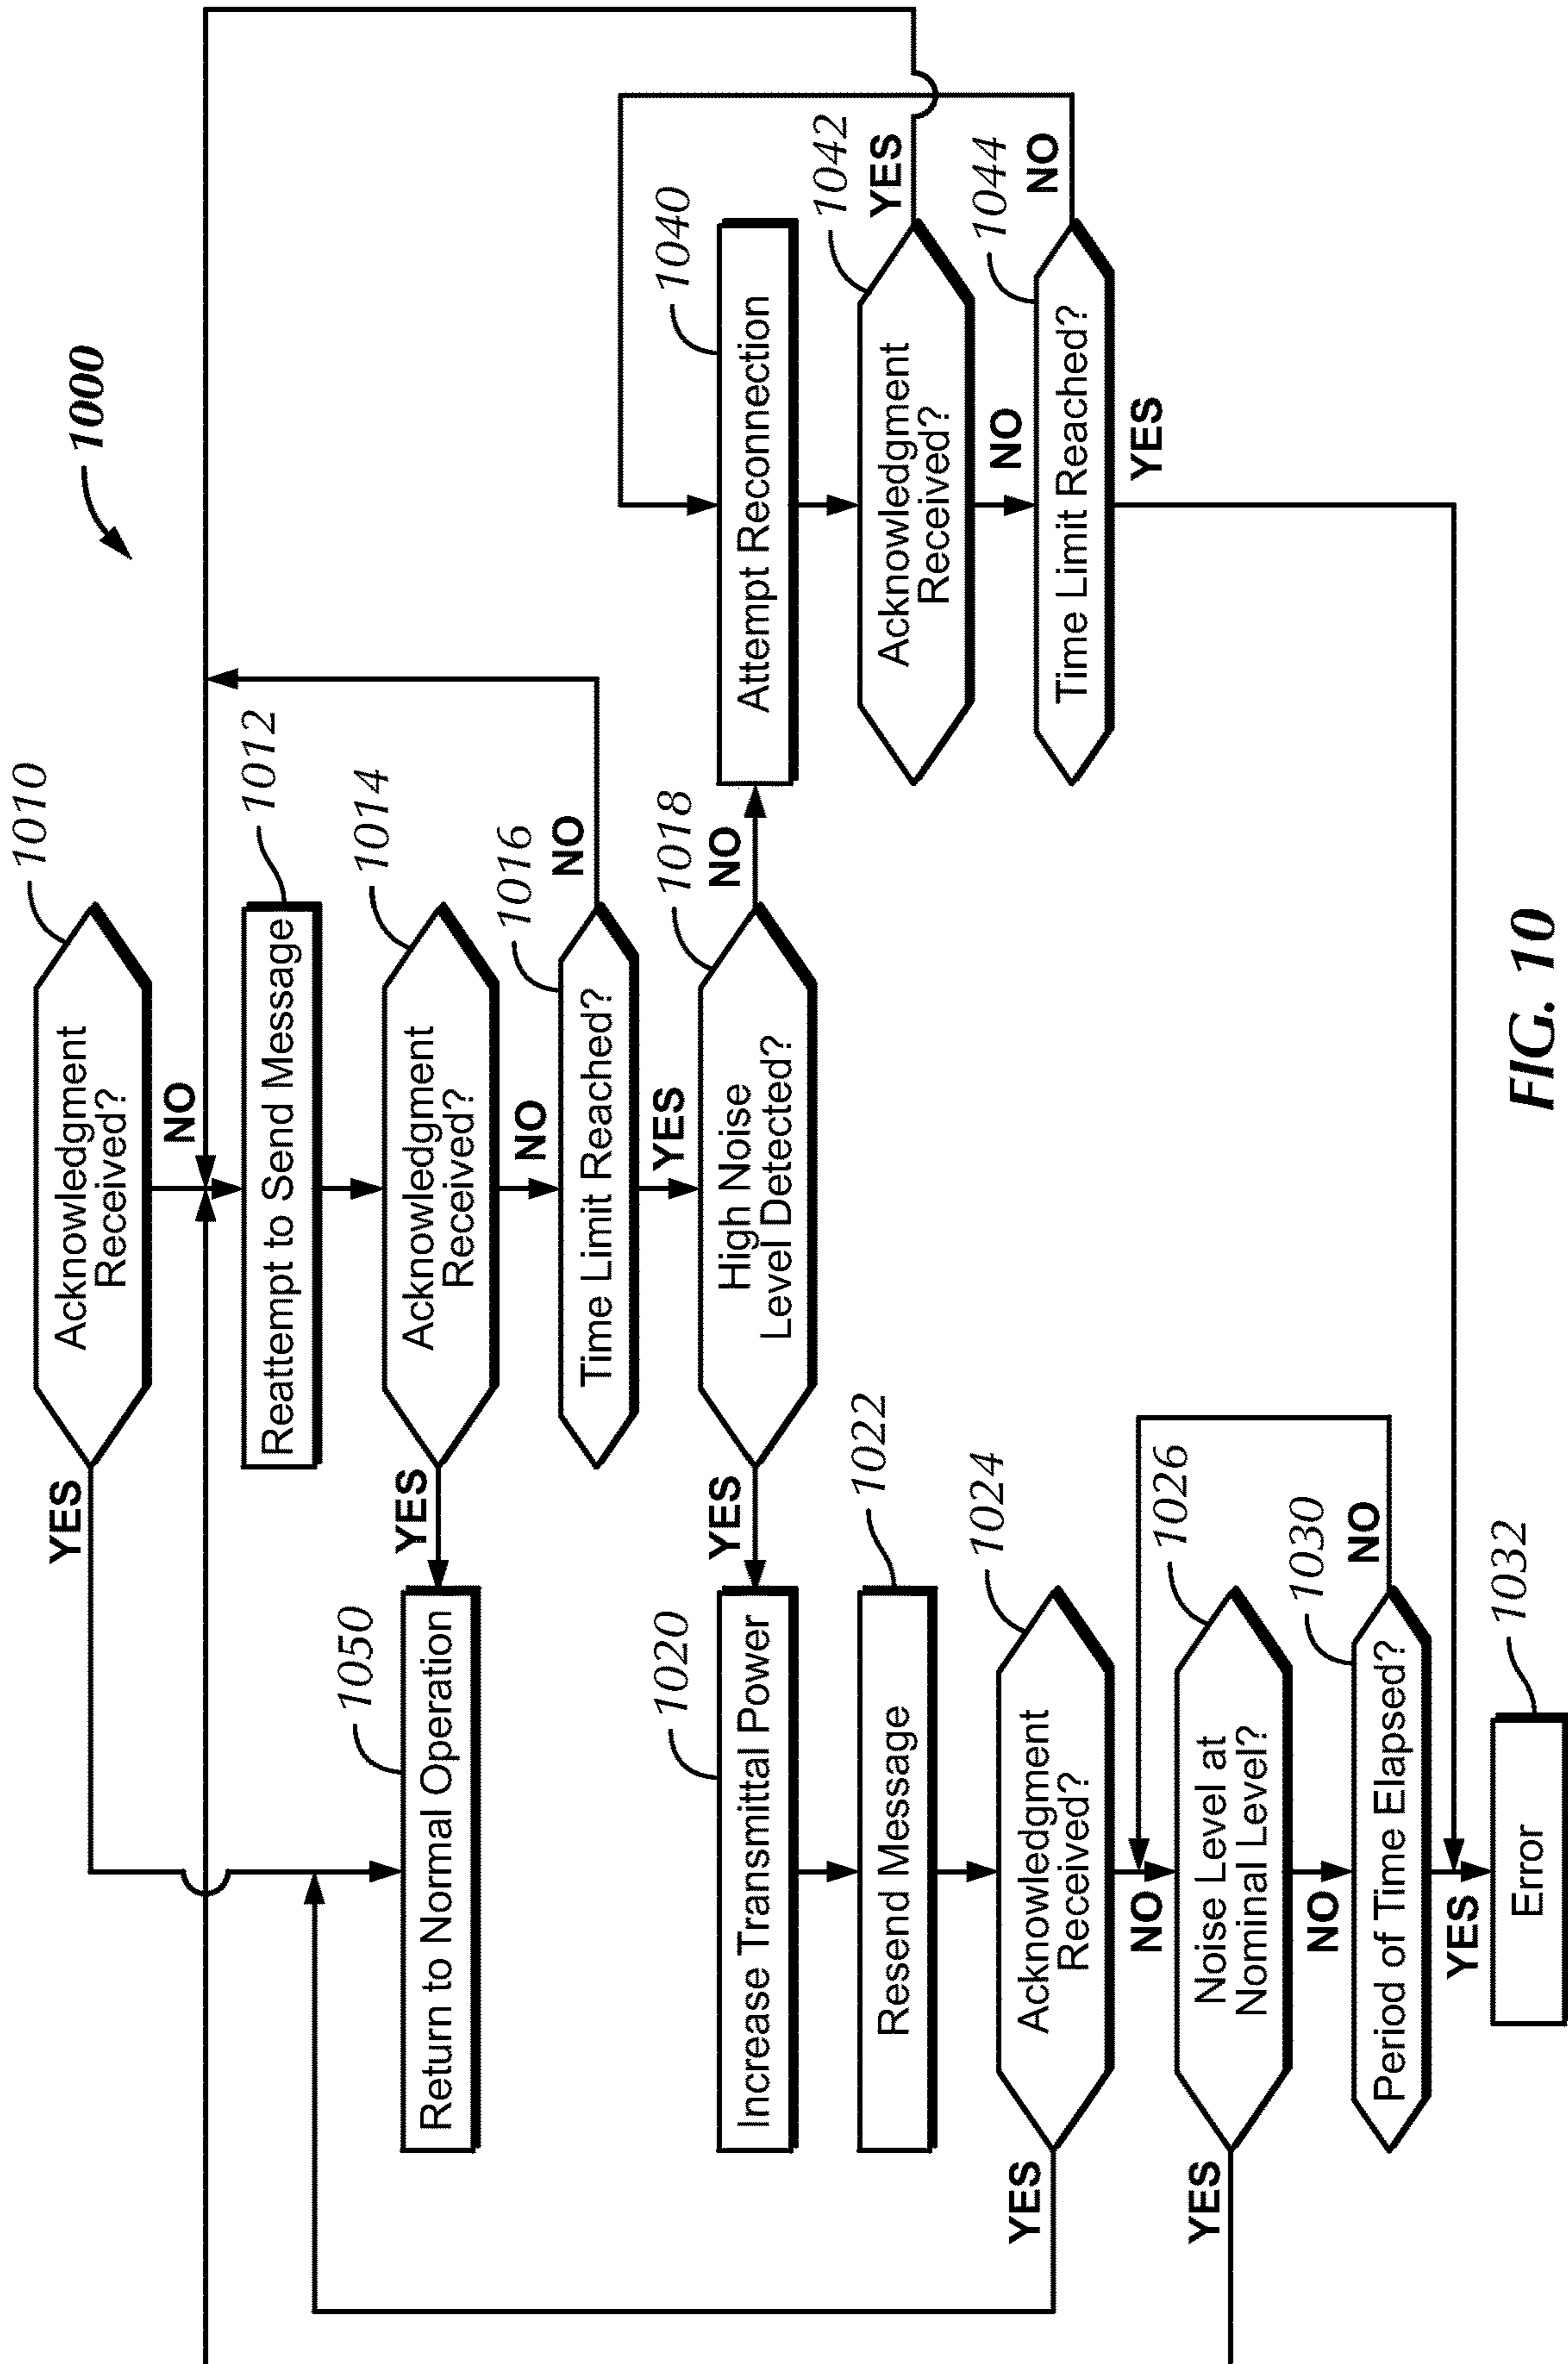 1000
1010
Acknowledgment
Received?
YES
NO
1012
Reattempt to Send Message
1014
Acknowledgment
Received?
YES
NO
1050
Return to Normal Operation
1016
Time Limit Reached?
NO
YES
1018
High Noise
Level Detected?
YES
NO
1020
Increase Transmittal Power
1022
Resend Message
1024
Acknowledgment
Received?
YES
NO
1026
Noise Level at
Nominal Level?
YES
NO
1030
Period of Time Elapsed?
NO
YES
1032
Error
1040
Attempt Reconnection
1042
Acknowledgment
Received?
YES
NO
1044
Time Limit Reached?
NO
YES
FIG. 10